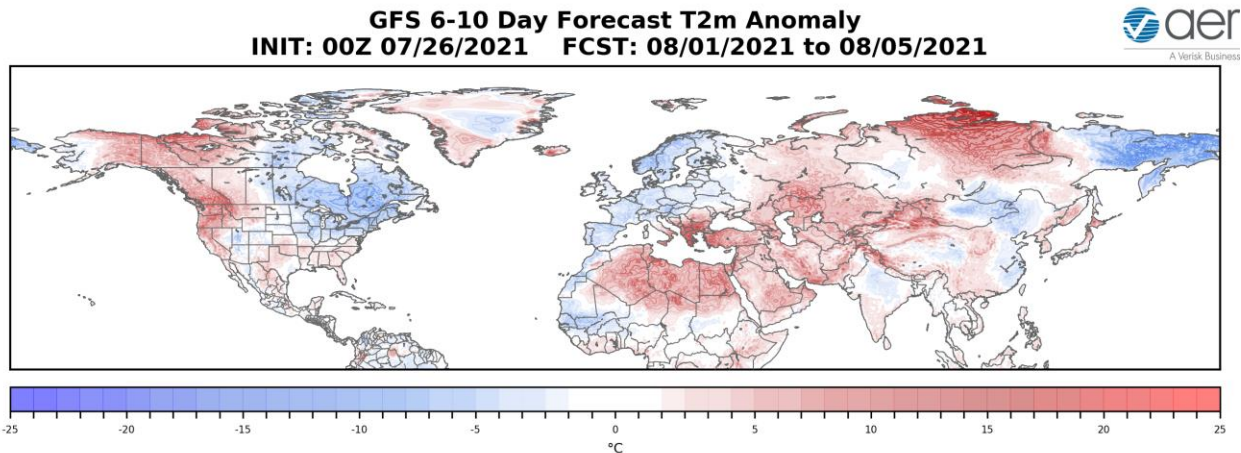 GFS 6-10 Day Forecast T2m Anomaly
INIT: 00Z 07/26/2021 FCST: 08/01/2021 to 08/05/2021
aer
A Verisk Business
-25 -20 -15 -10 -5 0 5 10 15 20 25
°C